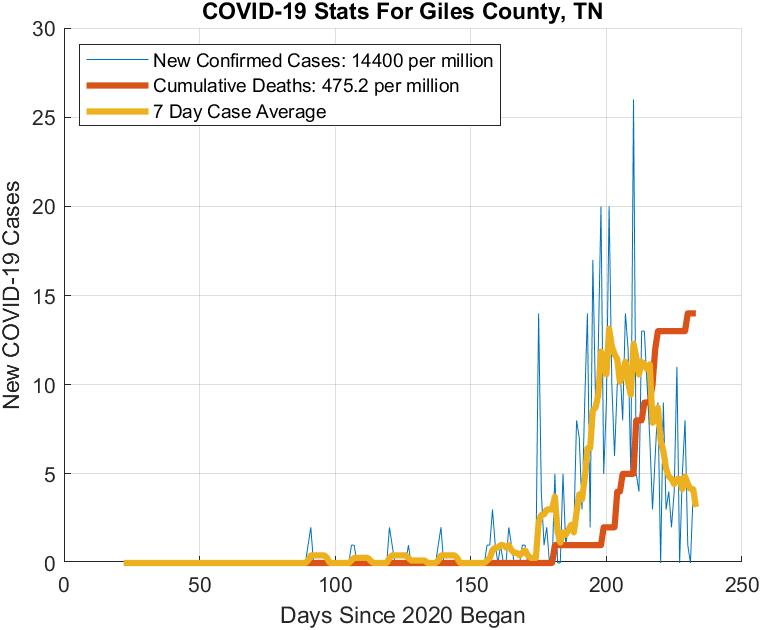 COVID-19 Stats For Giles County, TN
New Confirmed Cases: 14400 per million
Cumulative Deaths: 475.2 per million
7 Day Case Average
New COVID-19 Cases
30
25
20
15
10
5
0
0 50 100 150 200 250
Days Since 2020 Began